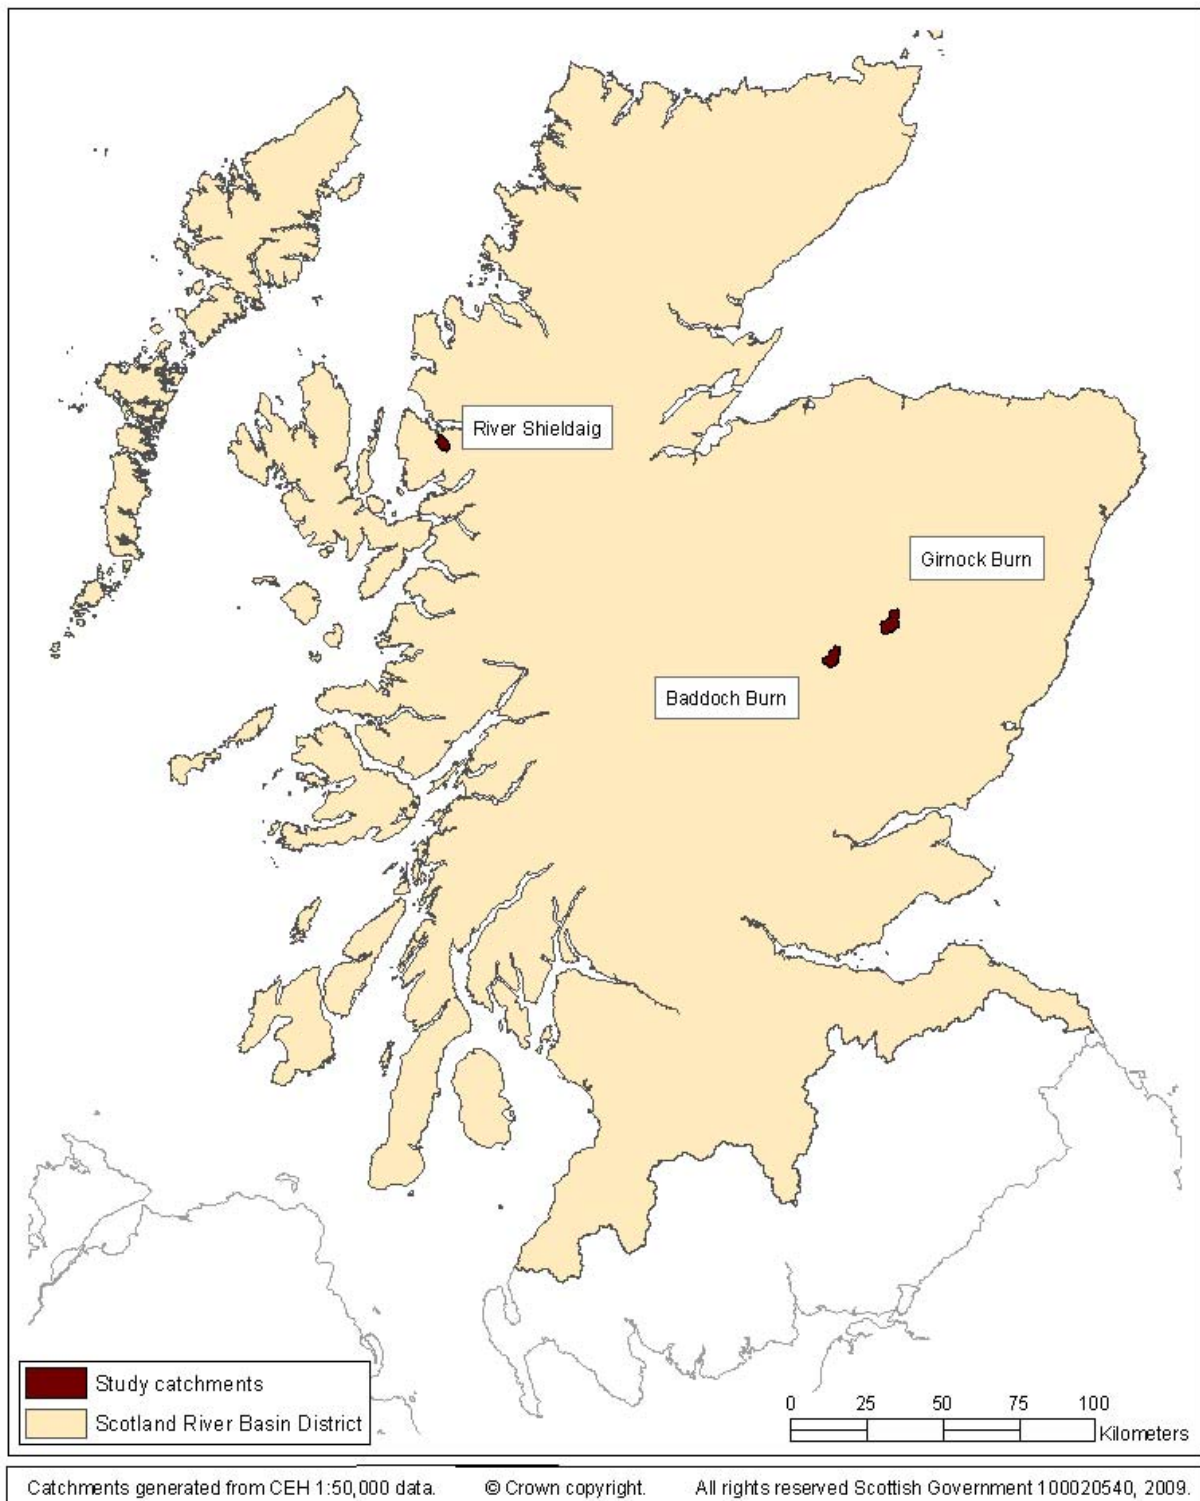 River Shieldaig
Girnock Burn
Baddoch Burn
Study catchments
Scotland River Basin District
0 25 50 75 100
Kilometers
Catchments generated from CEH 1:50,000 data. © Crown copyright. All rights reserved Scottish Government 100020540, 2009.